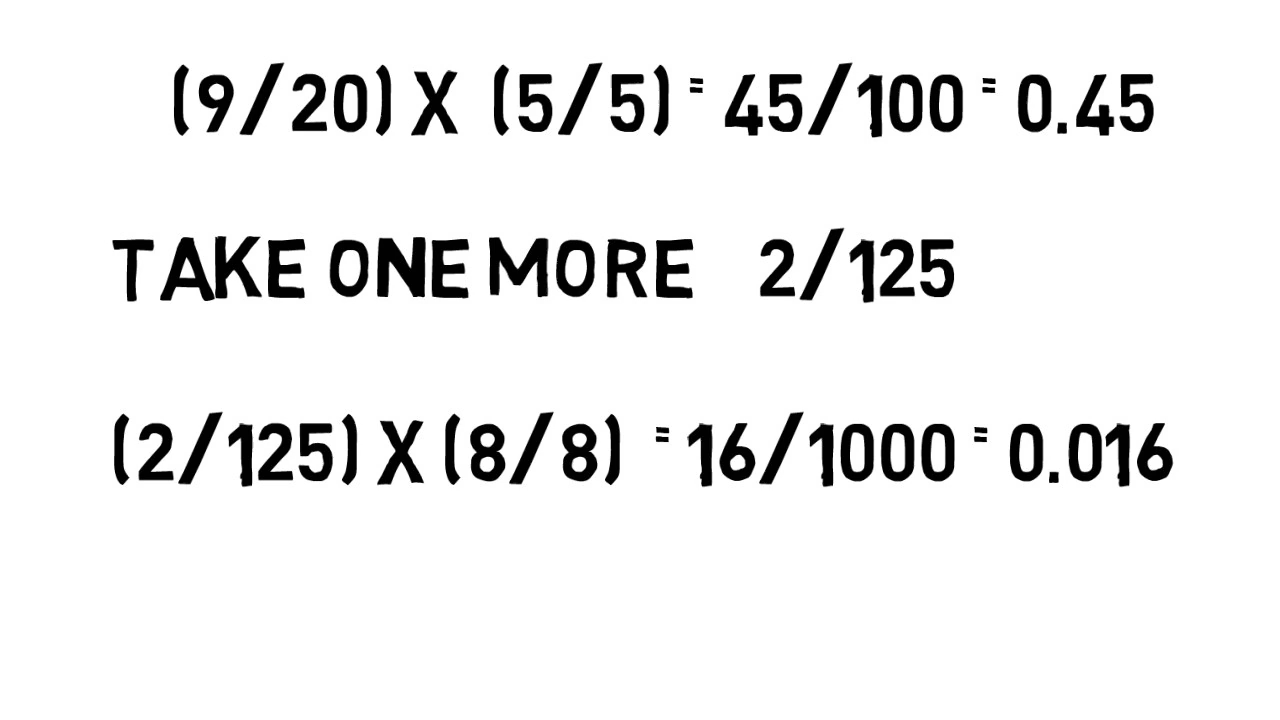 (9/20) X (5/5) = 45/100 = 0.45
TAKE ONE MORE 2/125
(2/125) X (8/8) = 16/1000 = 0.016